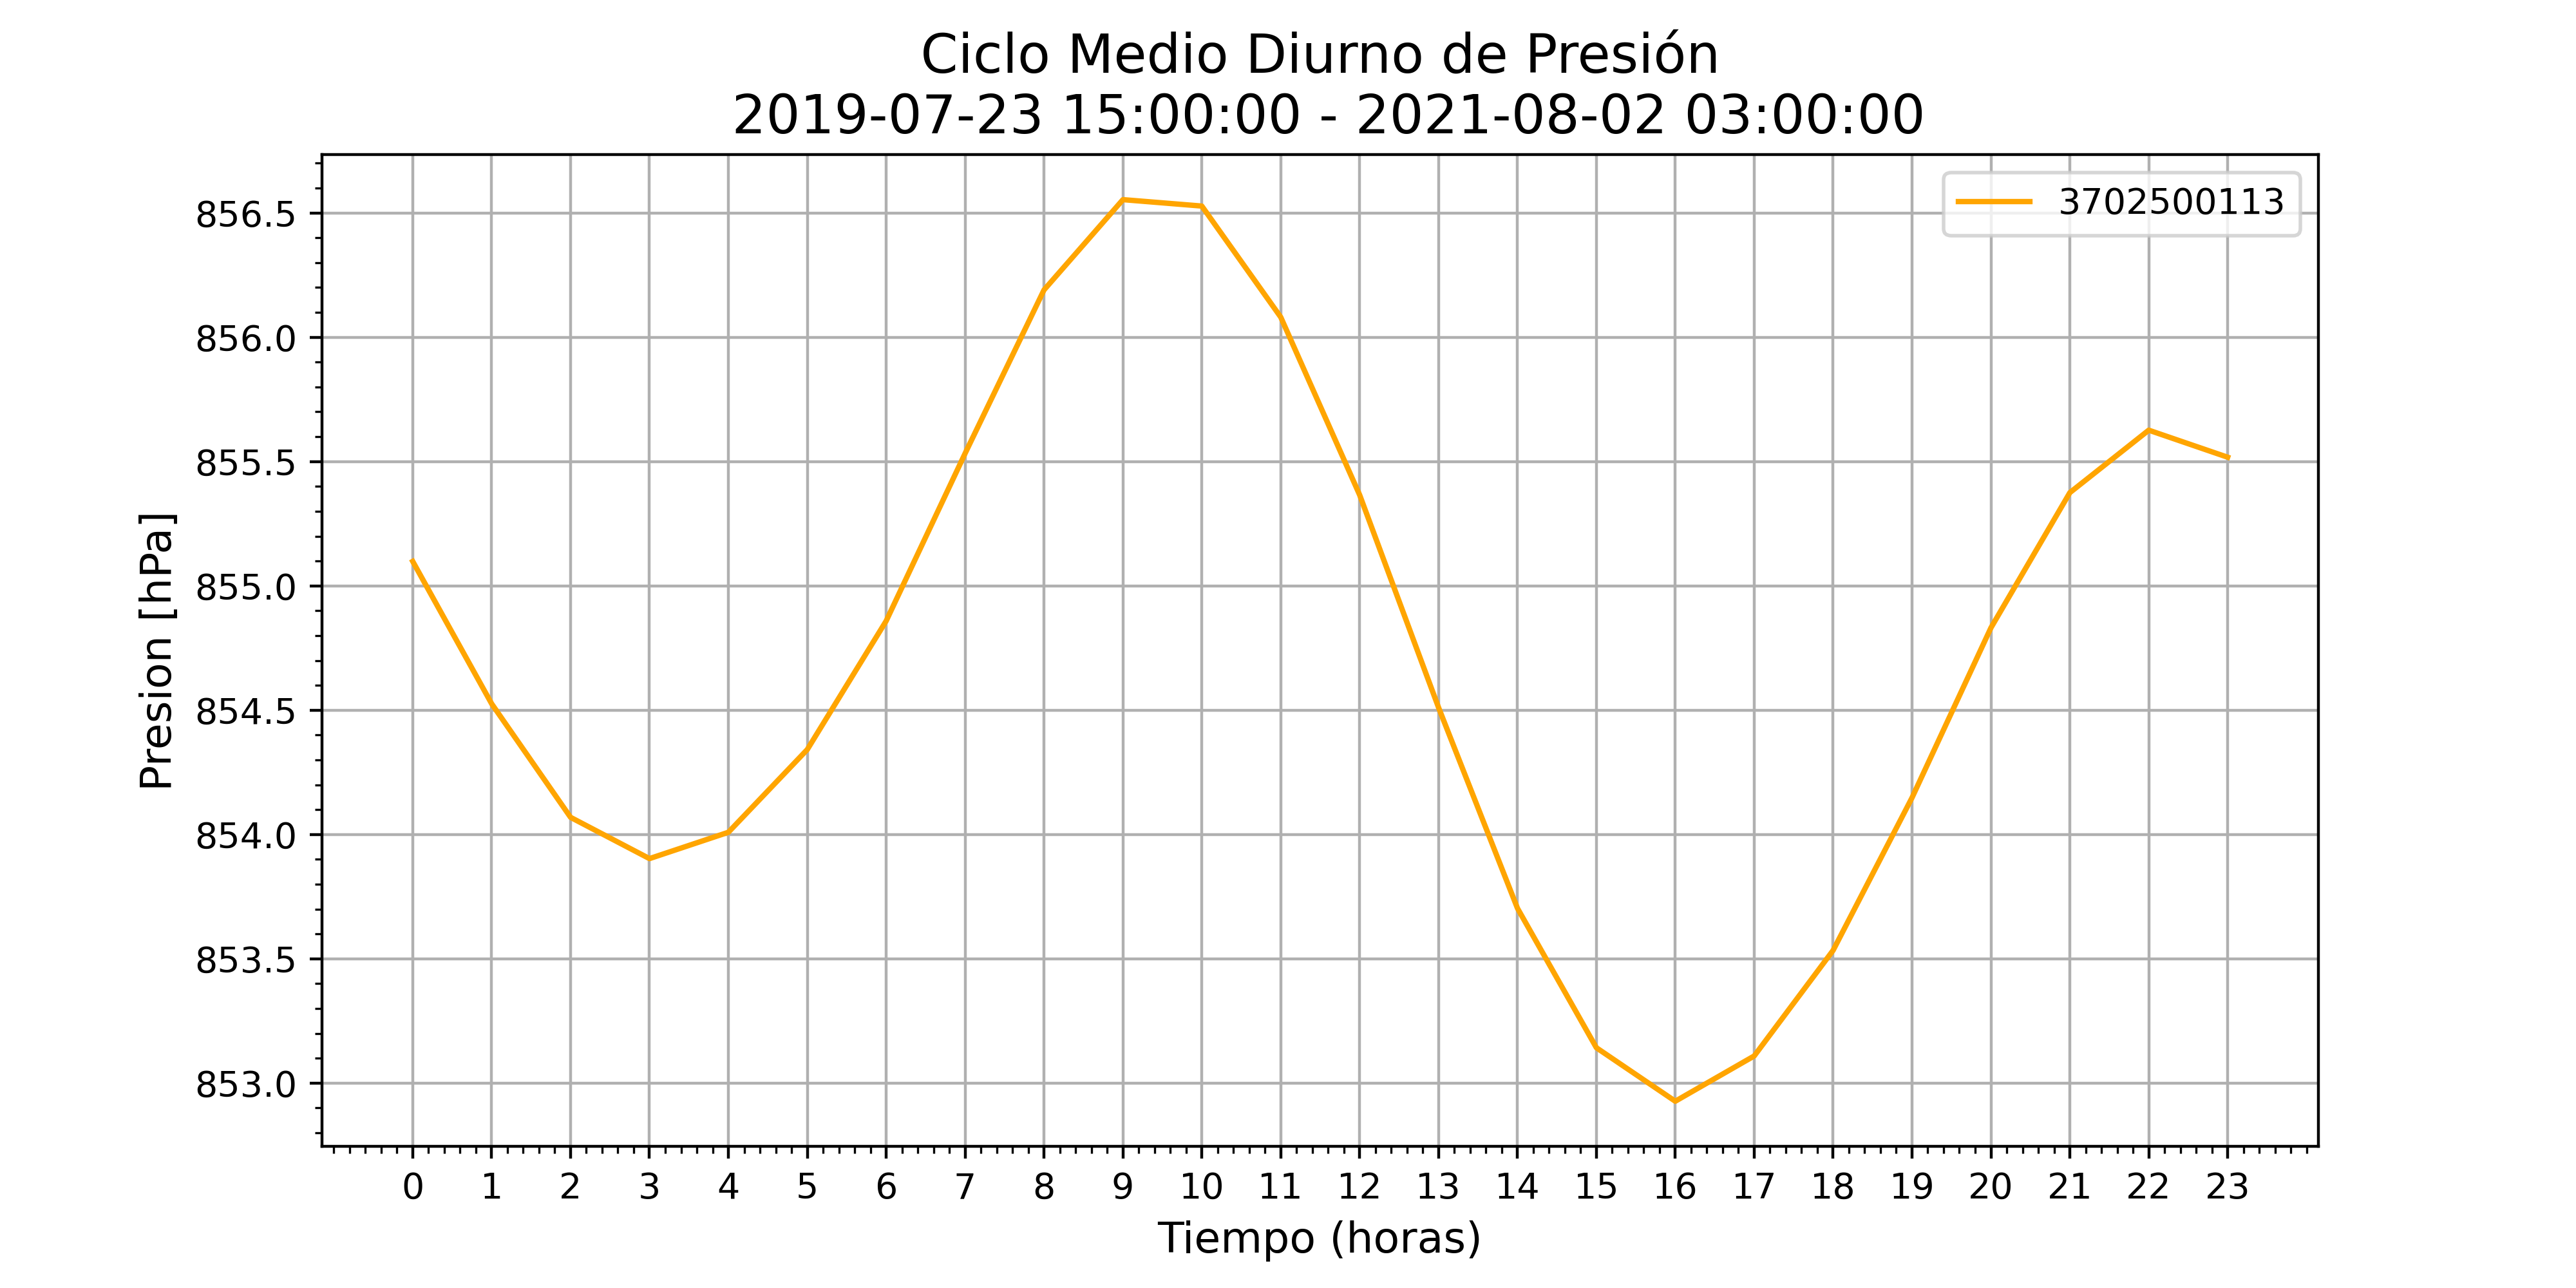 Ciclo Medio Diurno de Presión
2019-07-23 15:00:00 - 2021-08-02 03:00:00
3702500113
Presion [hPa]
856.5
856.0
855.5
855.0
854.5
854.0
853.5
853.0
0 1 2 3 4 5 6 7 8 9 10 11 12 13 14 15 16 17 18 19 20 21 22 23
Tiempo (horas)